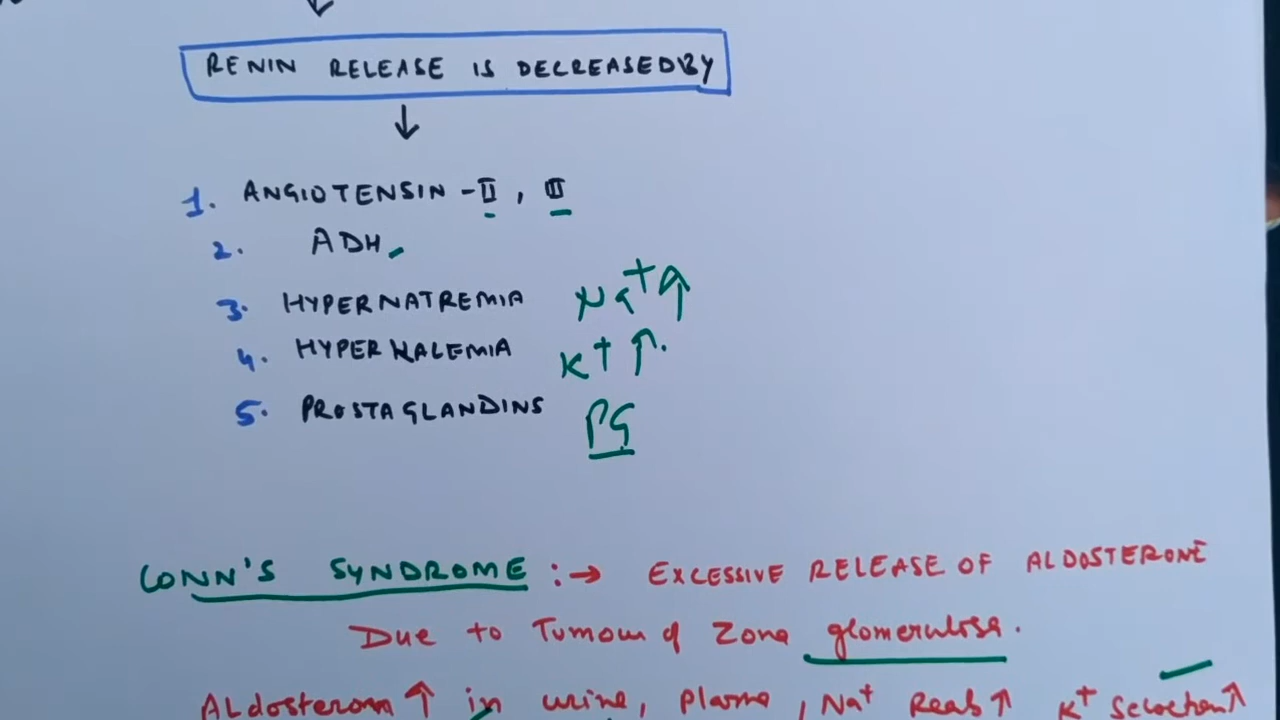 RENIN RELEASE IS DECREASED BY
1. ANGIOTENSIN - II, III
2. ADH
3. HYPERNATREMIA Na+ ↑
4. HYPERKALEMIA K+ ↑.
5. PROSTAGLANDINS PG
CONN'S SYNDROME :→ EXCESSIVE RELEASE OF ALDOSTERONE
Due to Tumour of Zona glomerulosa.
Aldosteron ↑ in urine, plasma, Na+ Reab ↑ K+ Secretion ↑